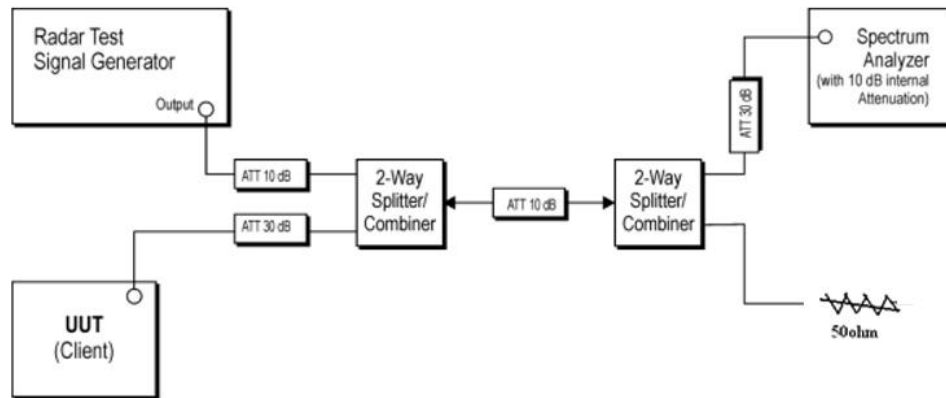 Radar Test
Signal Generator
Output
ATT 10 dB
ATT 30 dB
2-Way
Splitter/
Combiner
ATT 10 dB
2-Way
Splitter/
Combiner
ATT 30 dB
Spectrum
Analyzer
(with 10 dB internal
Attenuation)
UUT
(Client)
50ohm